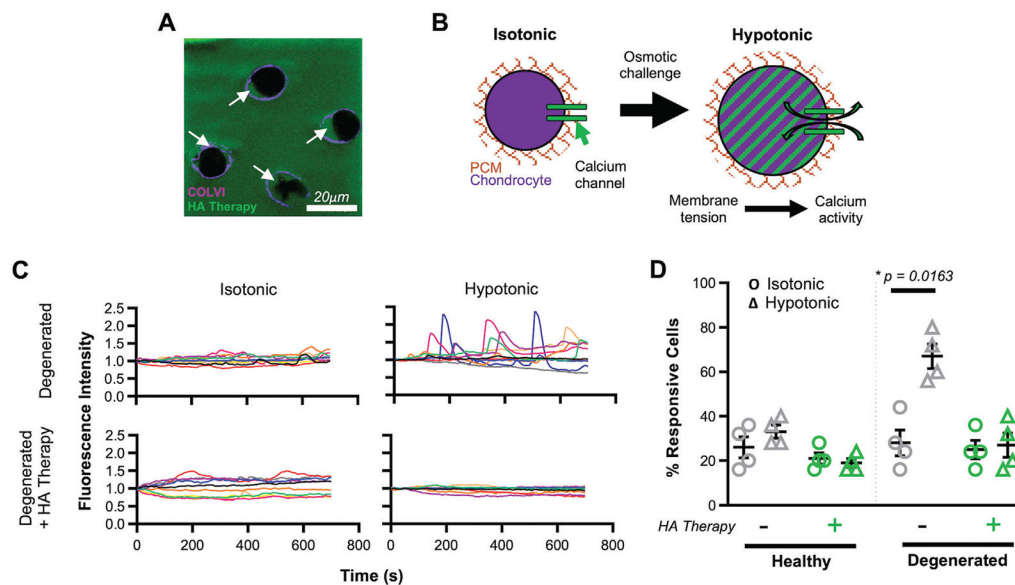 A
COLVI
HA Therapy
20μm
B
Isotonic
Hypotonic
Osmotic
challenge
PCM
Chondrocyte
Calcium
channel
Membrane
tension
Calcium
activity
C
Isotonic
Hypotonic
Degenerated
Degenerated
+ HA Therapy
Fluorescence Intensity
2.5
2.0
1.5
1.0
0.5
0.0
2.5
2.0
1.5
1.0
0.5
0.0
0 200 400 600 800
0 200 400 600 800
Time (s)
D
* p = 0.0163
Isotonic
Hypotonic
% Responsive Cells
100
80
60
40
20
0
HA Therapy - + - +
Healthy
Degenerated